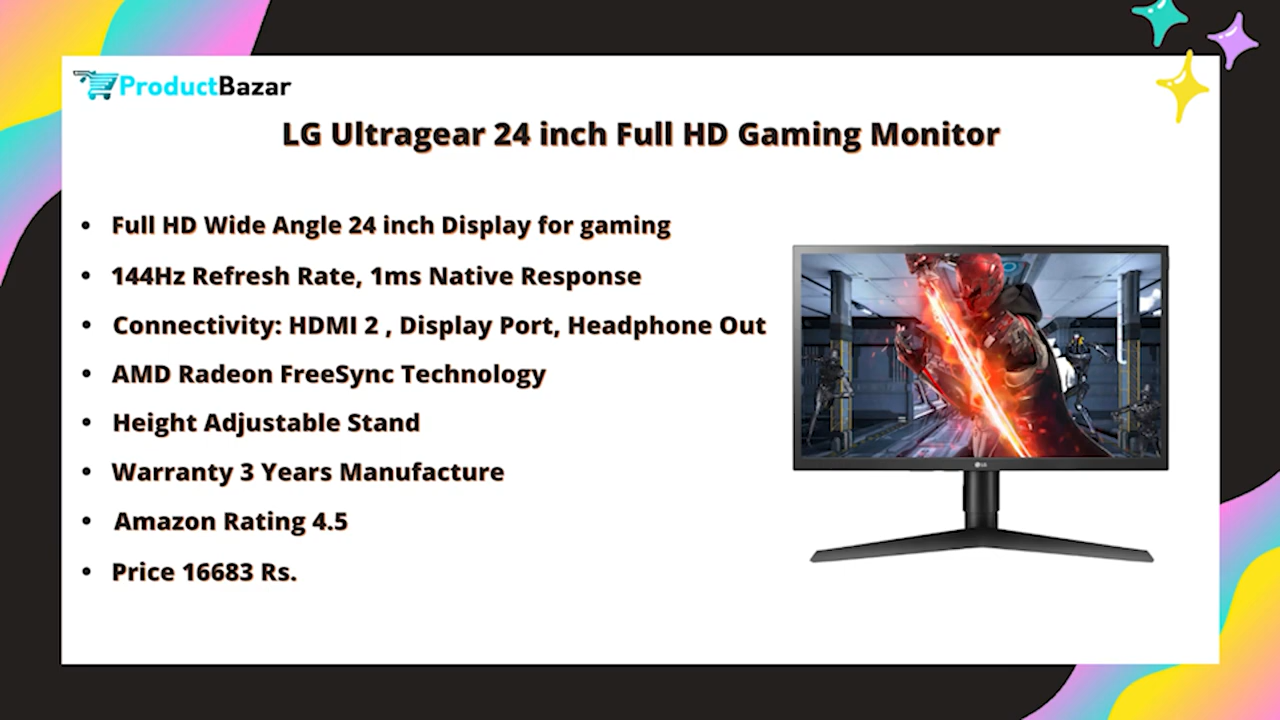 ProductBazar
LG Ultragear 24 inch Full HD Gaming Monitor
• Full HD Wide Angle 24 inch Display for gaming
• 144Hz Refresh Rate, 1ms Native Response
• Connectivity: HDMI 2 , Display Port, Headphone Out
• AMD Radeon FreeSync Technology
• Height Adjustable Stand
• Warranty 3 Years Manufacture
• Amazon Rating 4.5
• Price 16683 Rs.
LG